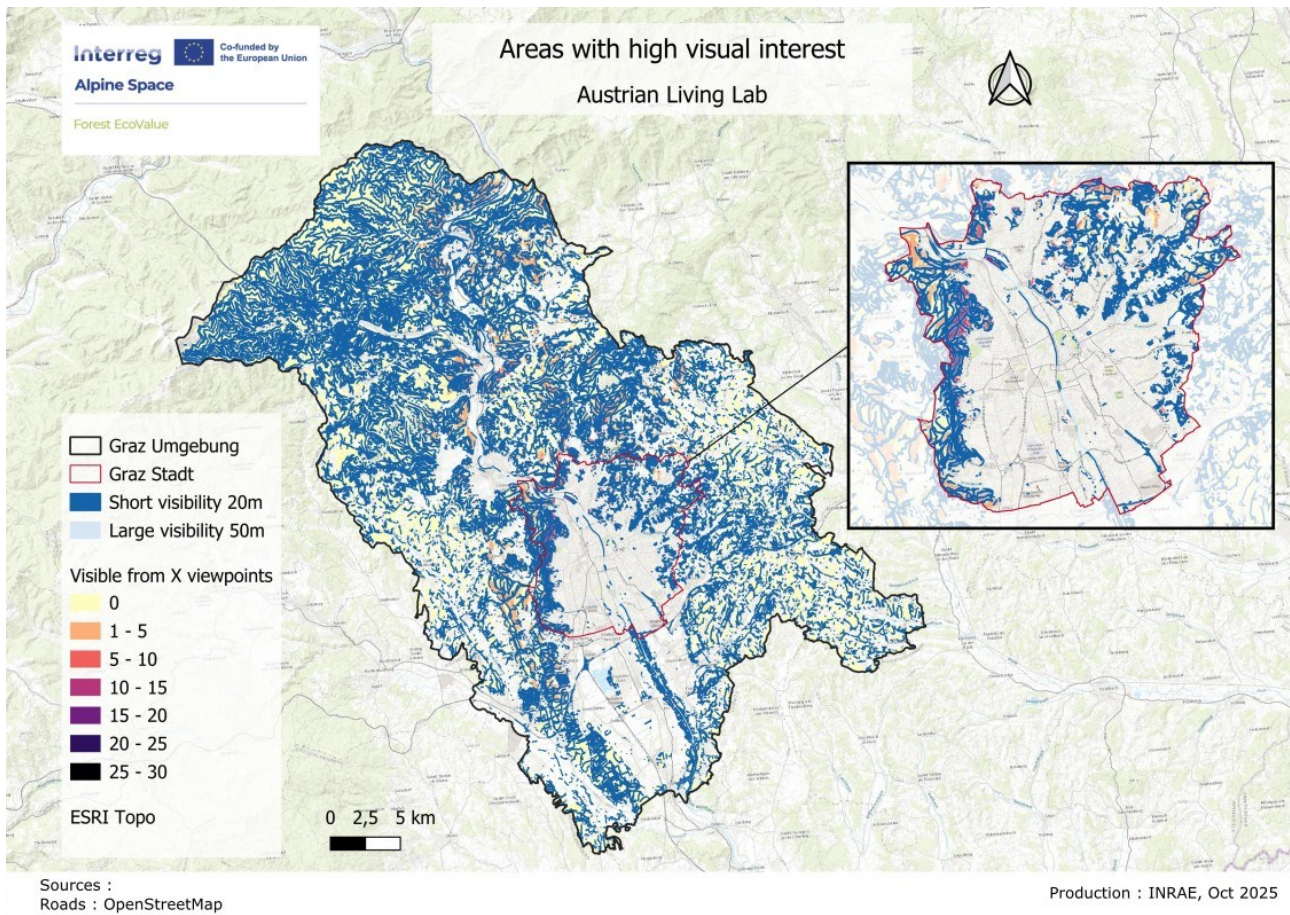 Interreg
Co-funded by
the European Union
Alpine Space
Forest EcoValue
Areas with high visual interest
Austrian Living Lab
Graz Umgebung
Graz Stadt
Short visibility 20m
Large visibility 50m
Visible from X viewpoints
0
1 - 5
5 - 10
10 - 15
15 - 20
20 - 25
25 - 30
ESRI Topo
0 2,5 5 km
Sources :
Roads : OpenStreetMap
Production : INRAE, Oct 2025